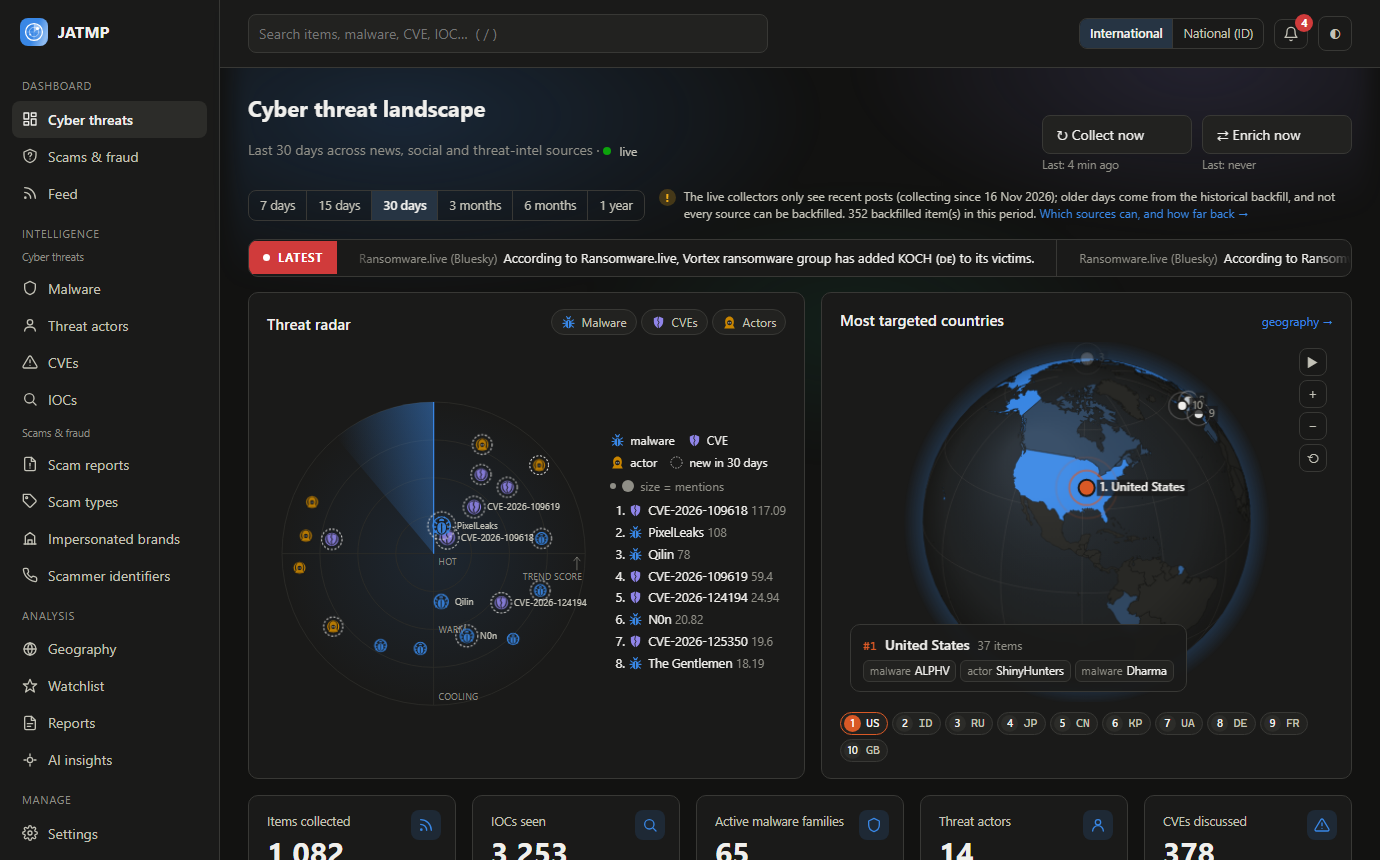 JATMP
Search items, malware, CVE, IOC... ( / )
International
National (ID)
4
DASHBOARD
Cyber threats
Scams & fraud
Feed
INTELLIGENCE
Cyber threats
Malware
Threat actors
CVEs
IOCs
Scams & fraud
Scam reports
Scam types
Impersonated brands
Scammer identifiers
ANALYSIS
Geography
Watchlist
Reports
AI insights
MANAGE
Settings
Cyber threat landscape
Last 30 days across news, social and threat-intel sources · live
↻ Collect now
Last: 4 min ago
⇄ Enrich now
Last: never
7 days
15 days
30 days
3 months
6 months
1 year
! The live collectors only see recent posts (collecting since 16 Nov 2026); older days come from the historical backfill, and not
every source can be backfilled. 352 backfilled item(s) in this period. Which sources can, and how far back →
LATEST
Ransomware.live (Bluesky) According to Ransomware.live, Vortex ransomware group has added KOCH (ᴅᴇ) to its victims.
Ransomware.live (Bluesky) According to Ransom
Threat radar
Malware
CVEs
Actors
CVE-2026-109619
PixelLeaks
CVE-2026-109618
HOT
TREND SCORE
Qilin
CVE-2026-124194
WARM
N0n
COOLING
malware CVE
actor new in 30 days
size = mentions
1. CVE-2026-109618 117.09
2. PixelLeaks 108
3. Qilin 78
4. CVE-2026-109619 59.4
5. CVE-2026-124194 24.94
6. N0n 20.82
7. CVE-2026-125350 19.6
8. The Gentlemen 18.19
Most targeted countries
geography →
10
9
1. United States
#1 United States 37 items
malware ALPHV
actor ShinyHunters
malware Dharma
1 US
2 ID
3 RU
4 JP
5 CN
6 KP
7 UA
8 DE
9 FR
10 GB
Items collected
1,082
IOCs seen
3,253
Active malware families
65
Threat actors
14
CVEs discussed
378